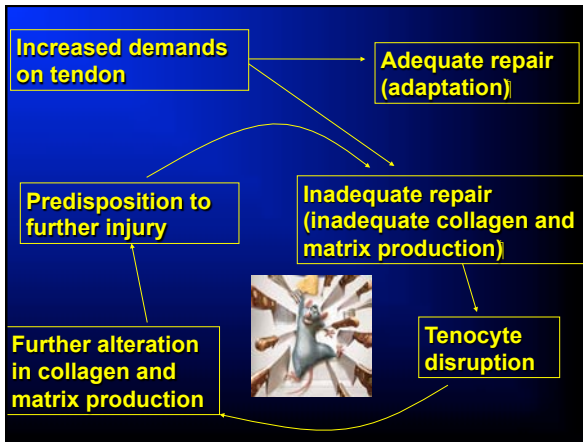 Increased demands
on tendon
Adequate repair
(adaptation)
Predisposition to
further injury
Inadequate repair
(inadequate collagen and
matrix production)
Further alteration
in collagen and
matrix production
Tenocyte
disruption